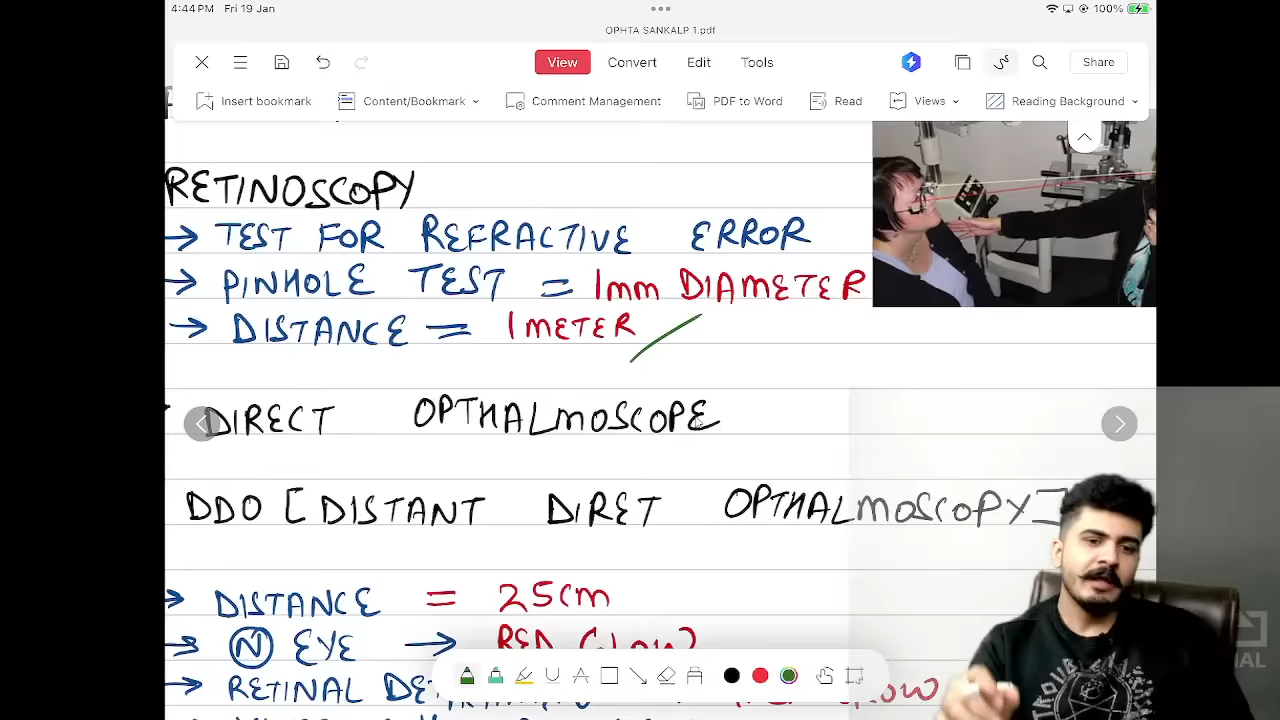 4:44 PM Fri 19 Jan
100%
OPHTA SANKALP 1.pdf
View Convert Edit Tools Share
Insert bookmark Content/Bookmark Comment Management PDF to Word Read Views Reading Background
RETINOSCOPY
→ TEST FOR REFRACTIVE ERROR
→ PINHOLE TEST = 1mm DIAMETER
→ DISTANCE = 1 METER
DIRECT OPTHALMOSCOPE
DDO [DISTANT DIRET OPTHALMOSCOPY]
→ DISTANCE = 25cm
→ N EYE → RED GLOW
→ RETINAL